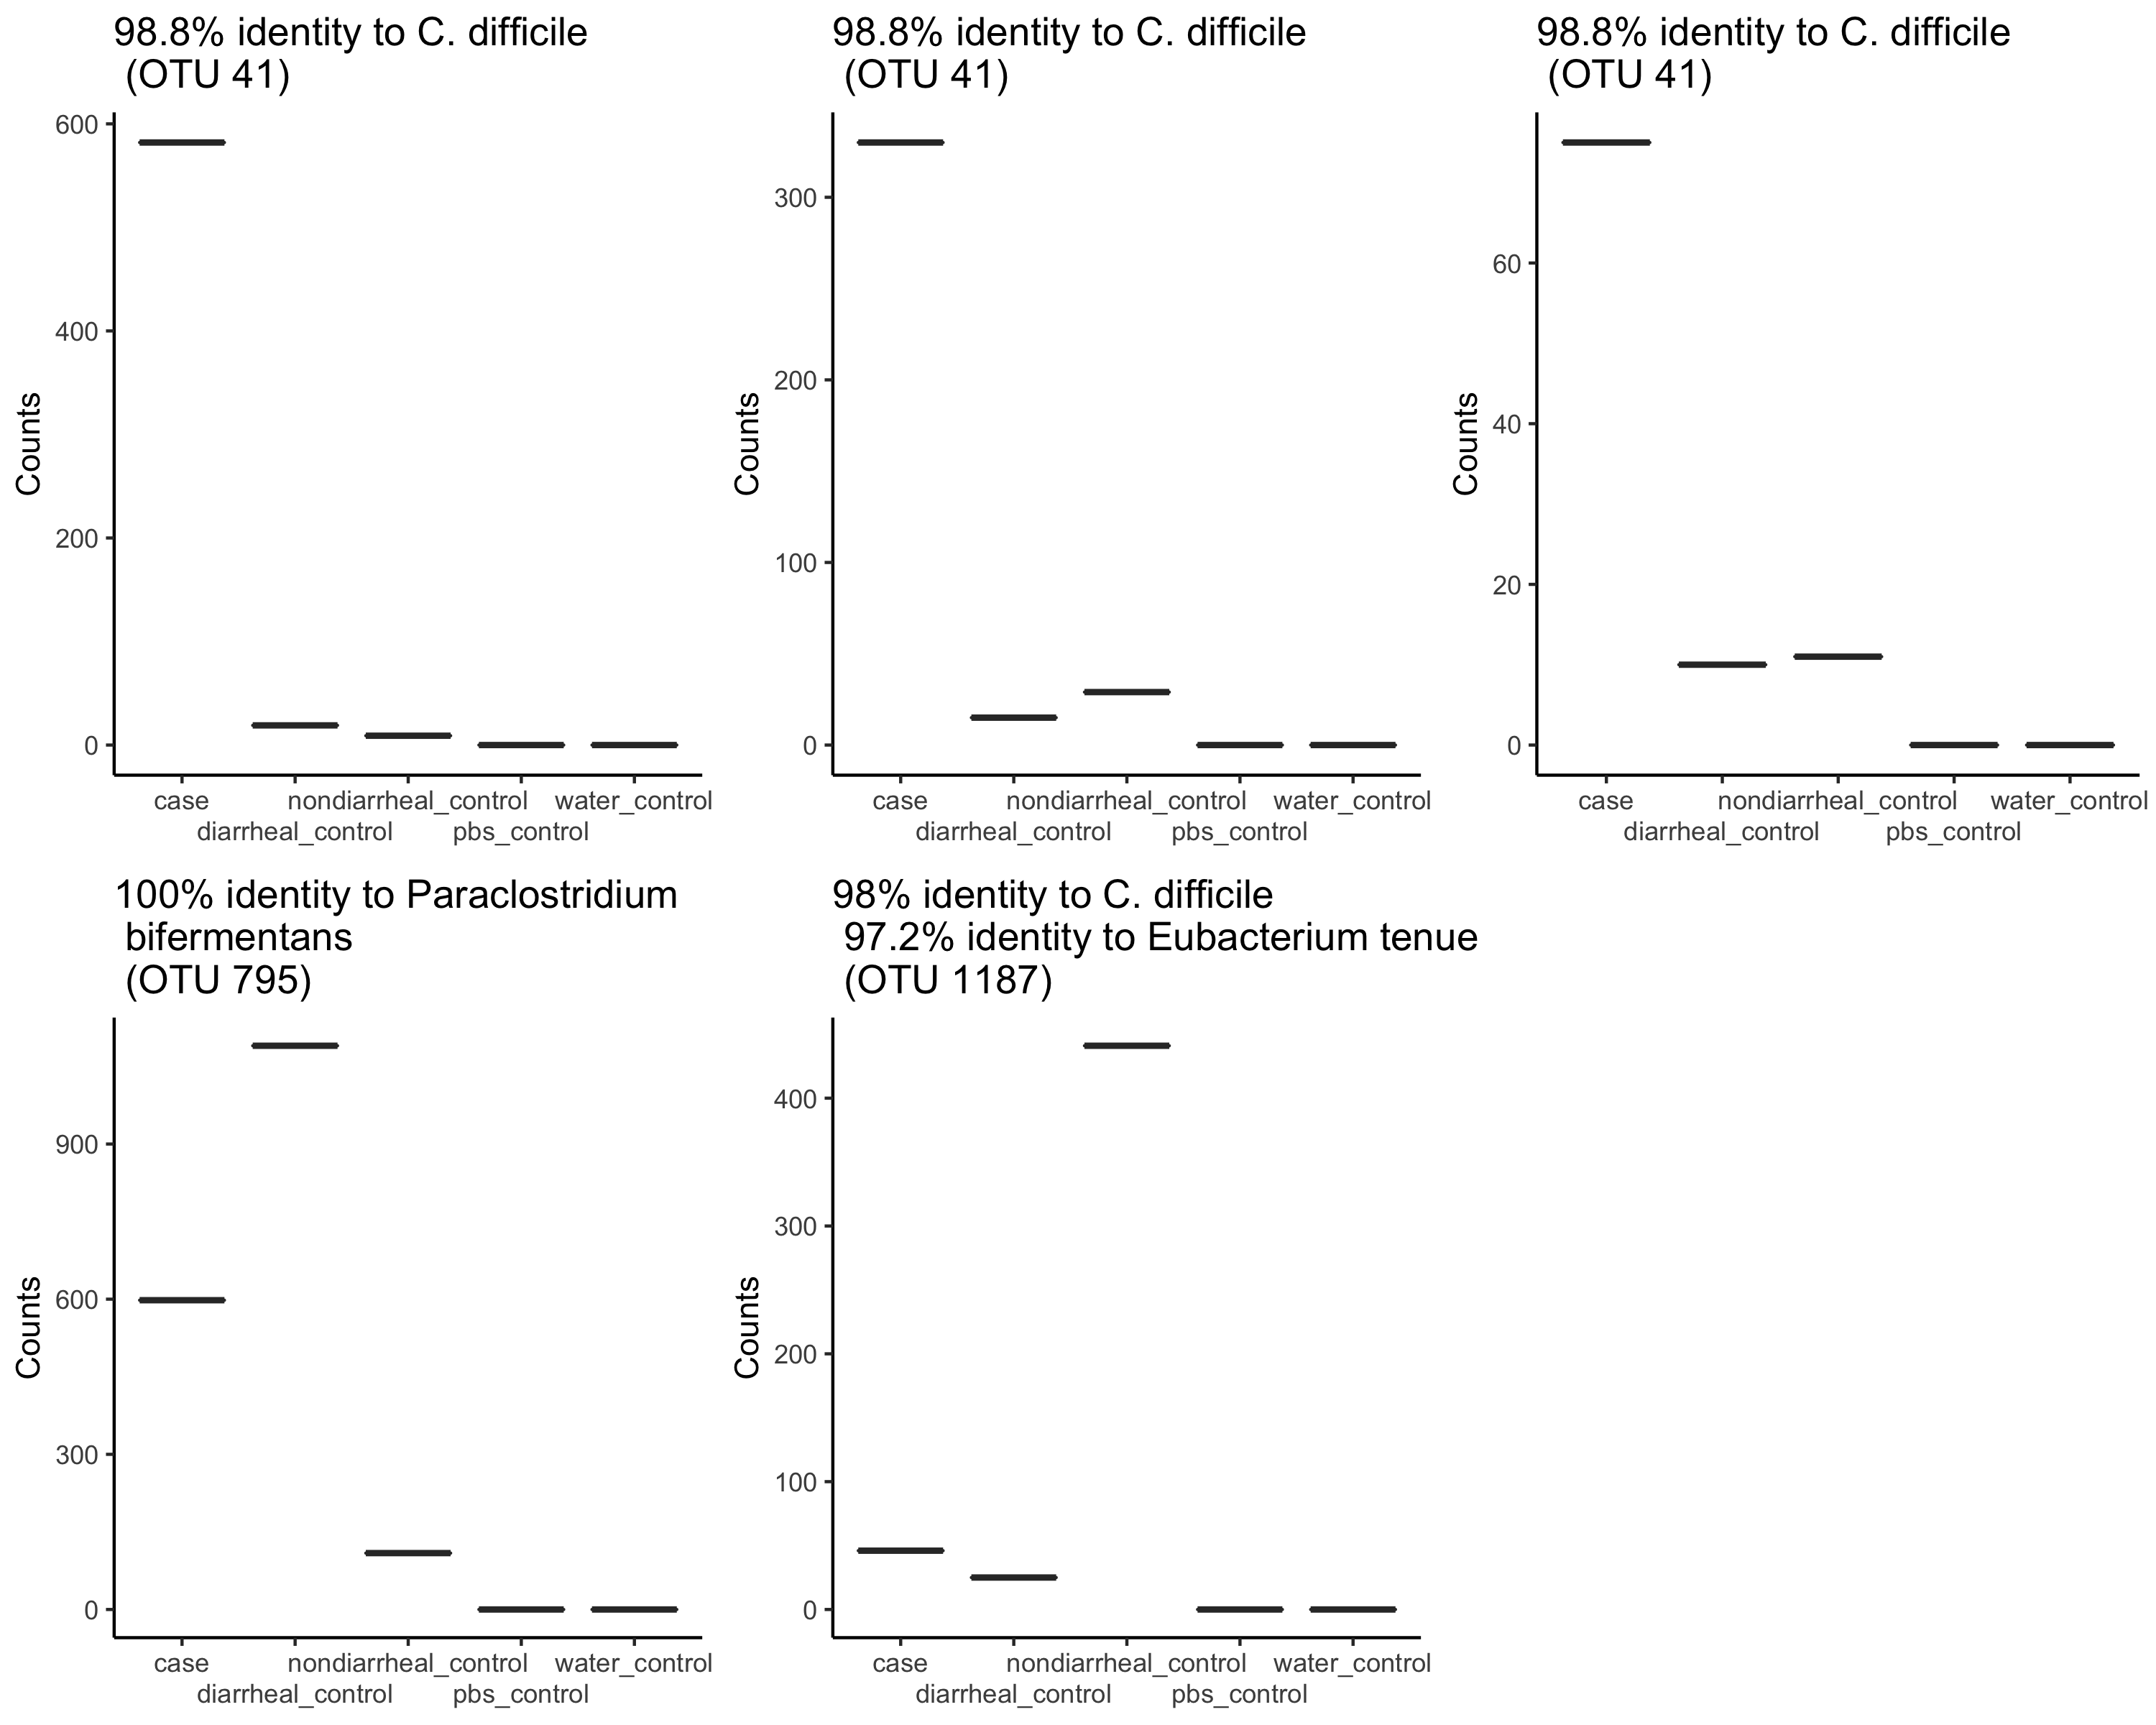 98.8% identity to C. difficile
(OTU 41)
600
400
200
0
Counts
case
nondiarrheal_control
water_control
diarrheal_control
pbs_control
98.8% identity to C. difficile
(OTU 41)
300
200
100
0
Counts
case
nondiarrheal_control
water_control
diarrheal_control
pbs_control
98.8% identity to C. difficile
(OTU 41)
60
40
20
0
Counts
case
nondiarrheal_control
water_control
diarrheal_control
pbs_control
100% identity to Paraclostridium
bifermentans
(OTU 795)
900
600
300
0
Counts
case
nondiarrheal_control
water_control
diarrheal_control
pbs_control
98% identity to C. difficile
97.2% identity to Eubacterium tenue
(OTU 1187)
400
300
200
100
0
Counts
case
nondiarrheal_control
water_control
diarrheal_control
pbs_control